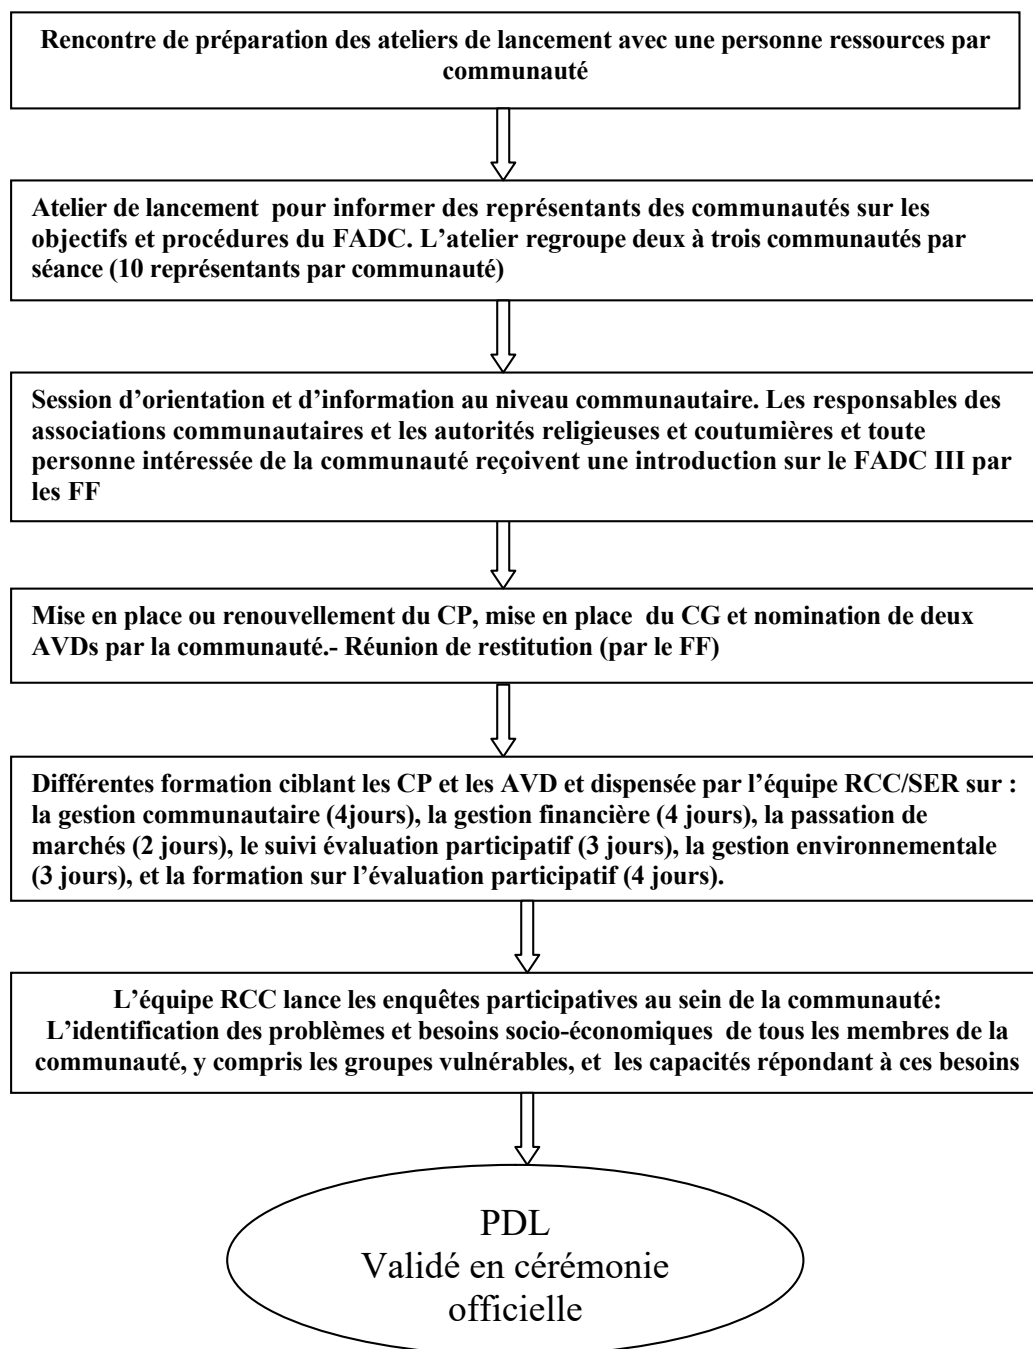 Rencontre de préparation des ateliers de lancement avec une personne ressources par
communauté
Atelier de lancement pour informer des représentants des communautés sur les
objectifs et procédures du FADC. L’atelier regroupe deux à trois communautés par
séance (10 représentants par communauté)
Session d’orientation et d’information au niveau communautaire. Les responsables des
associations communautaires et les autorités religieuses et coutumières et toute
personne intéressée de la communauté reçoivent une introduction sur le FADC III par
les FF
Mise en place ou renouvellement du CP, mise en place du CG et nomination de deux
AVDs par la communauté.- Réunion de restitution (par le FF)
Différentes formation ciblant les CP et les AVD et dispensée par l’équipe RCC/SER sur :
la gestion communautaire (4jours), la gestion financière (4 jours), la passation de
marchés (2 jours), le suivi évaluation participatif (3 jours), la gestion environnementale
(3 jours), et la formation sur l’évaluation participatif (4 jours).
L’équipe RCC lance les enquêtes participatives au sein de la communauté:
L’identification des problèmes et besoins socio-économiques de tous les membres de la
communauté, y compris les groupes vulnérables, et les capacités répondant à ces besoins
PDL
Validé en cérémonie
officielle